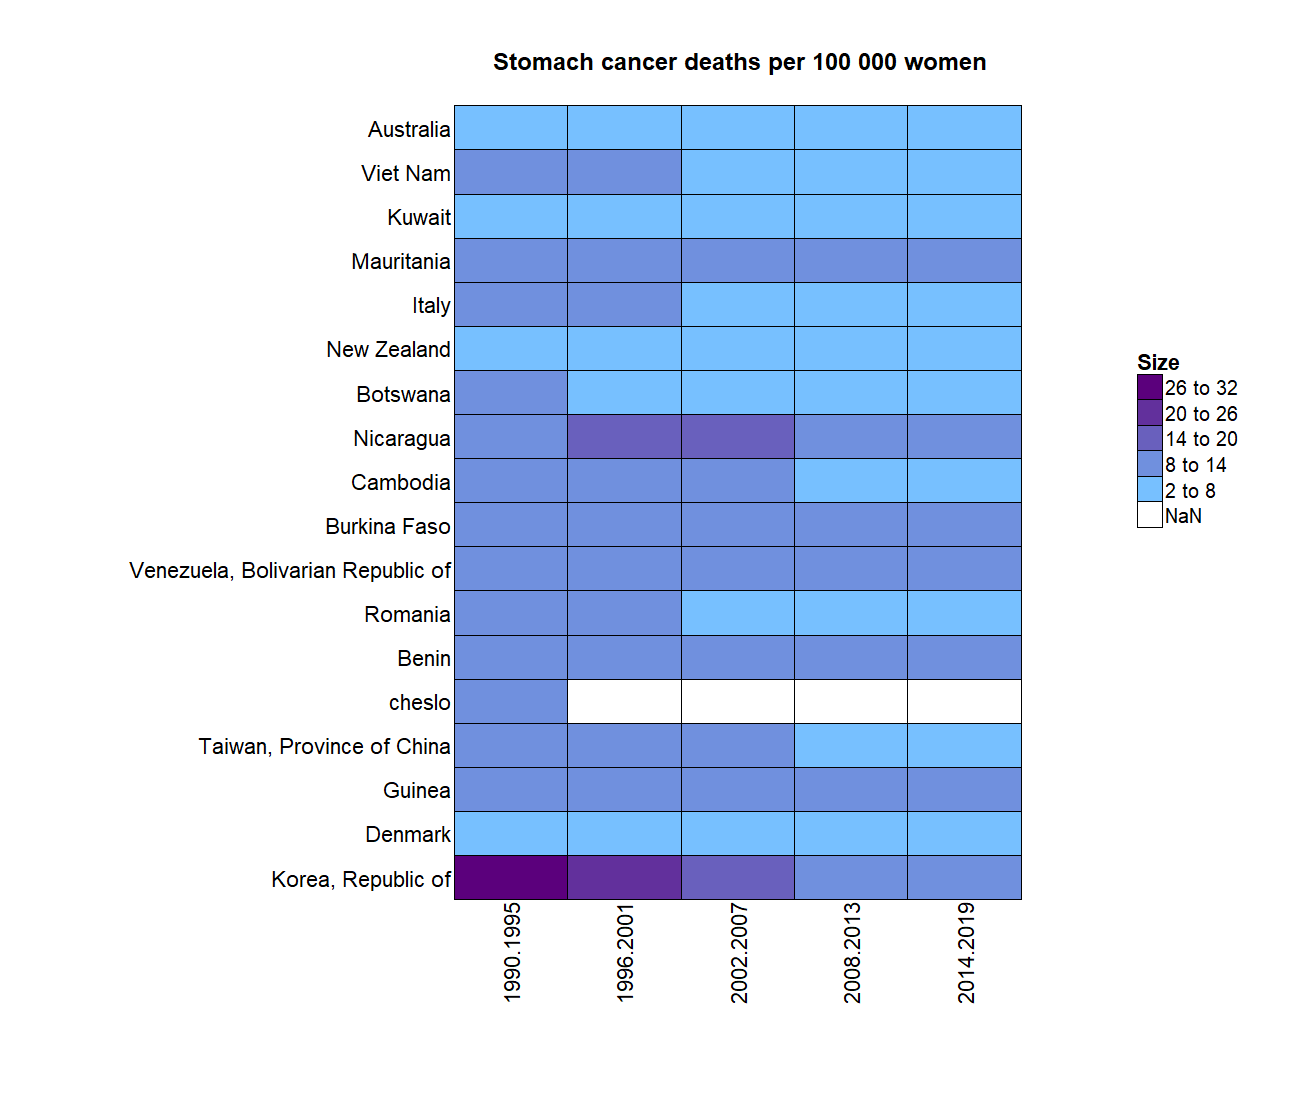 Stomach cancer deaths per 100 000 women
Australia
Viet Nam
Kuwait
Mauritania
Italy
New Zealand
Botswana
Nicaragua
Cambodia
Burkina Faso
Venezuela, Bolivarian Republic of
Romania
Benin
cheslo
Taiwan, Province of China
Guinea
Denmark
Korea, Republic of
1990.1995
1996.2001
2002.2007
2008.2013
2014.2019
Size
26 to 32
20 to 26
14 to 20
8 to 14
2 to 8
NaN